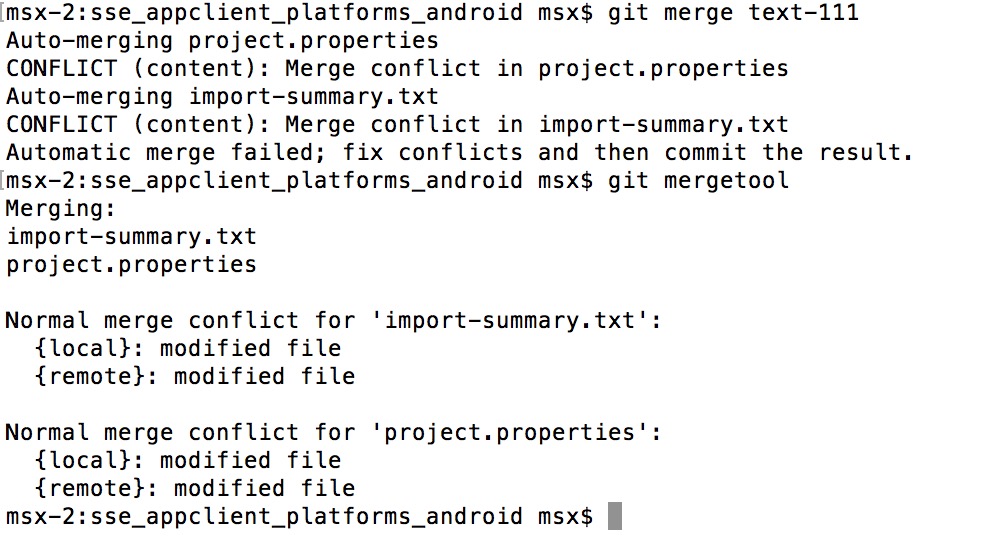 [msx-2:sse_appclient_platforms_android msx$ git merge text-111
Auto-merging project.properties
CONFLICT (content): Merge conflict in project.properties
Auto-merging import-summary.txt
CONFLICT (content): Merge conflict in import-summary.txt
Automatic merge failed; fix conflicts and then commit the result.
[msx-2:sse_appclient_platforms_android msx$ git mergetool
Merging:
import-summary.txt
project.properties
Normal merge conflict for 'import-summary.txt':
  {local}: modified file
  {remote}: modified file
Normal merge conflict for 'project.properties':
  {local}: modified file
  {remote}: modified file
msx-2:sse_appclient_platforms_android msx$